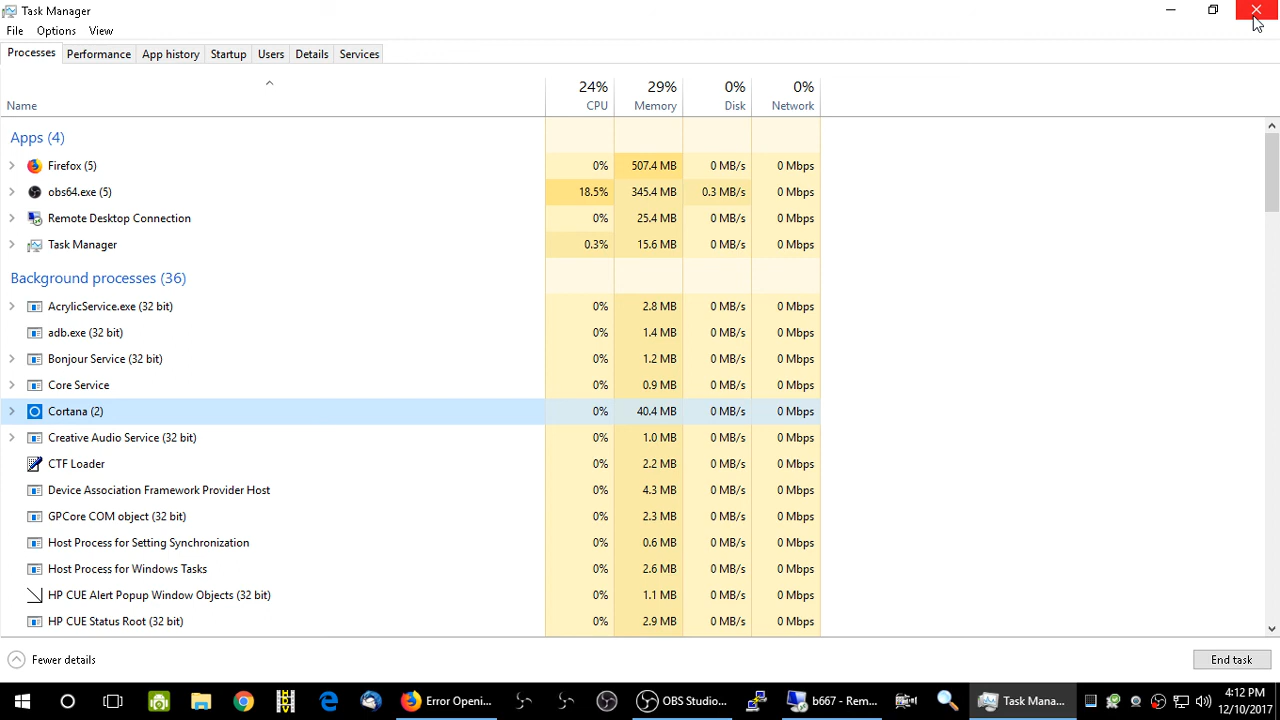 Task Manager
File Options View
Processes Performance App history Startup Users Details Services
24% 29% 0% 0%
Name CPU Memory Disk Network
Apps (4)
Firefox (5) 0% 507.4 MB 0 MB/s 0 Mbps
obs64.exe (5) 18.5% 345.4 MB 0.3 MB/s 0 Mbps
Remote Desktop Connection 0% 25.4 MB 0 MB/s 0 Mbps
Task Manager 0.3% 15.6 MB 0 MB/s 0 Mbps
Background processes (36)
AcrylicService.exe (32 bit) 0% 2.8 MB 0 MB/s 0 Mbps
adb.exe (32 bit) 0% 1.4 MB 0 MB/s 0 Mbps
Bonjour Service (32 bit) 0% 1.2 MB 0 MB/s 0 Mbps
Core Service 0% 0.9 MB 0 MB/s 0 Mbps
Cortana (2) 0% 40.4 MB 0 MB/s 0 Mbps
Creative Audio Service (32 bit) 0% 1.0 MB 0 MB/s 0 Mbps
CTF Loader 0% 2.2 MB 0 MB/s 0 Mbps
Device Association Framework Provider Host 0% 4.3 MB 0 MB/s 0 Mbps
GPCore COM object (32 bit) 0% 2.3 MB 0 MB/s 0 Mbps
Host Process for Setting Synchronization 0% 0.6 MB 0 MB/s 0 Mbps
Host Process for Windows Tasks 0% 2.6 MB 0 MB/s 0 Mbps
HP CUE Alert Popup Window Objects (32 bit) 0% 1.1 MB 0 MB/s 0 Mbps
HP CUE Status Root (32 bit) 0% 2.9 MB 0 MB/s 0 Mbps
Fewer details End task
Error Openi... OBS Studio... b667 - Rem... Task Mana... 4:12 PM
12/10/2017